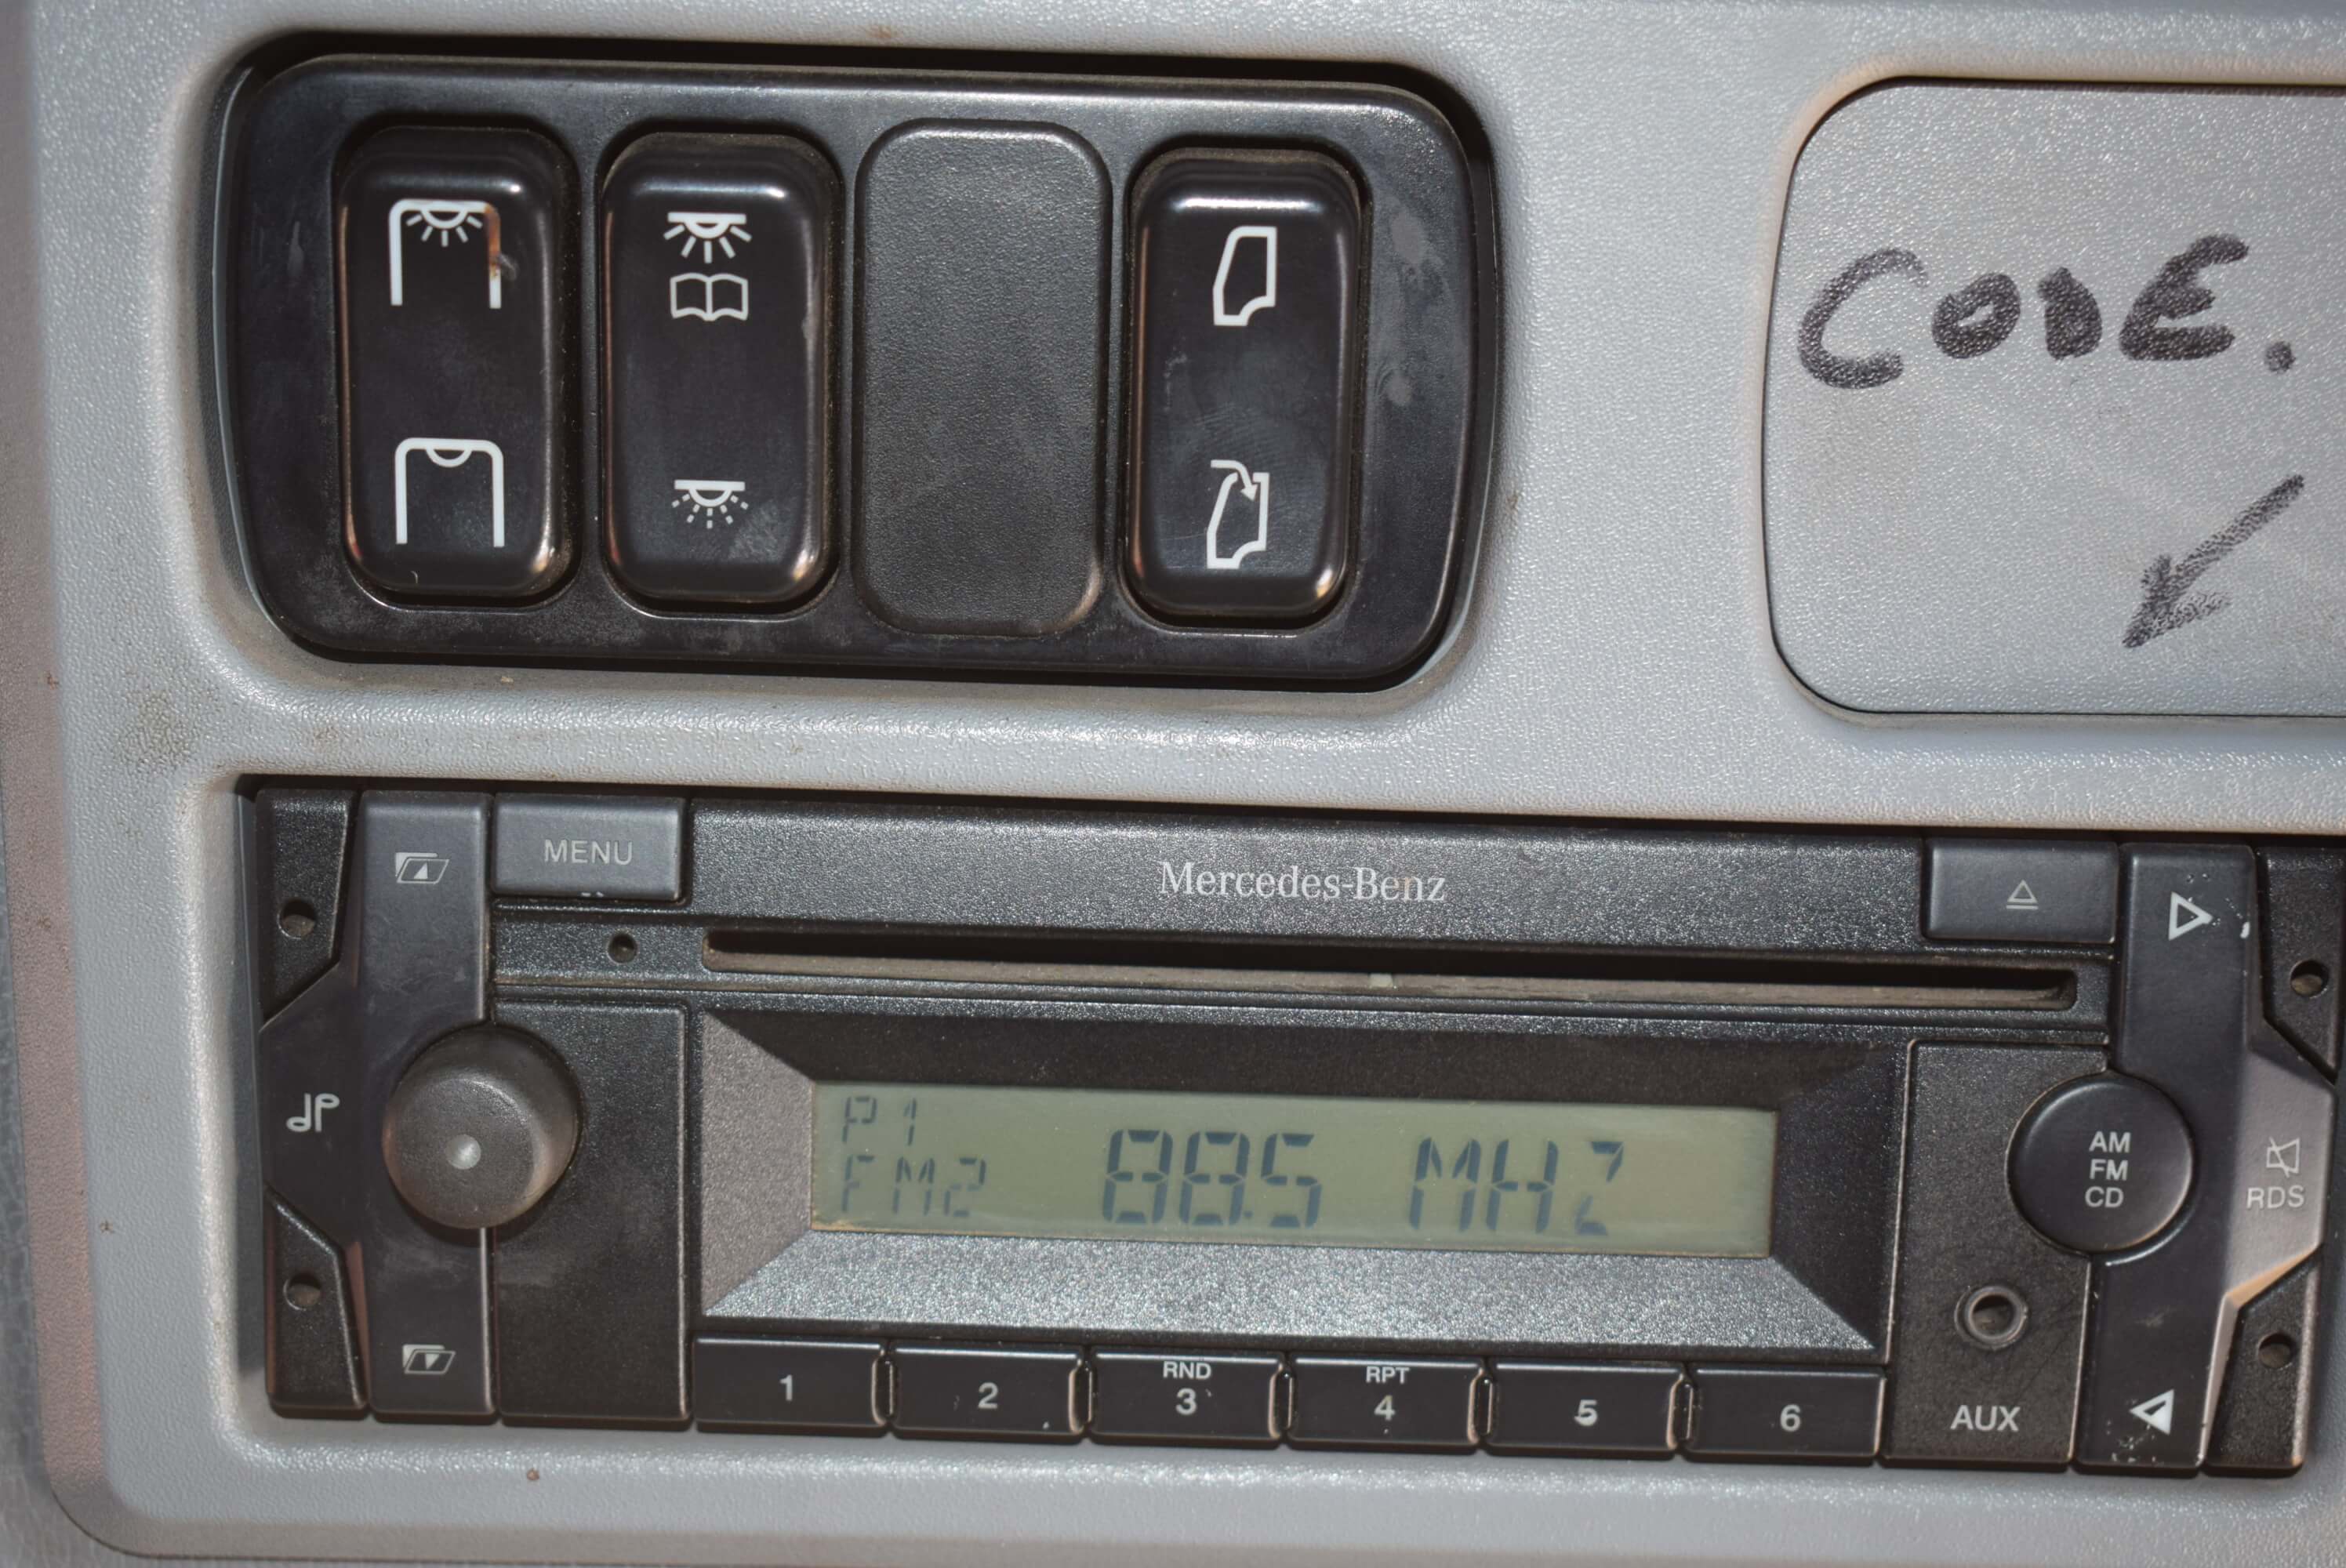 CODE.
MENU
Mercedes-Benz
P1
FM2 88.5 MHZ
AM
FM
CD
RDS
1
2
RND
3
RPT
4
5
6
AUX